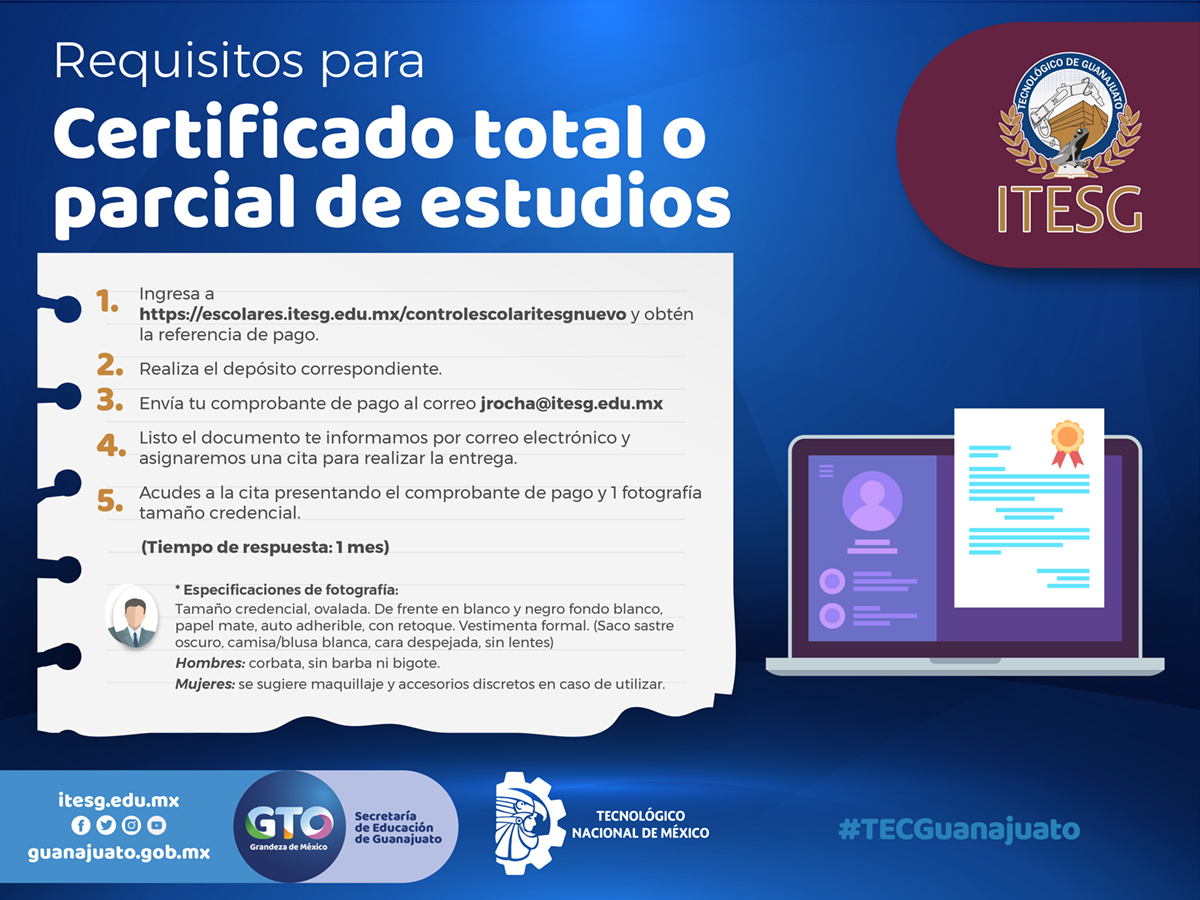 Requisitos para
Certificado total o
parcial de estudios
TECNOLÓGICO DE GUANAJUATO
ITESG
1. Ingresa a
https://escolares.itesg.edu.mx/controlescolaritesgnuevo y obtén
la referencia de pago.
2. Realiza el depósito correspondiente.
3. Envía tu comprobante de pago al correo jrocha@itesg.edu.mx
4. Listo el documento te informamos por correo electrónico y
asignaremos una cita para realizar la entrega.
5. Acudes a la cita presentando el comprobante de pago y 1 fotografía
tamaño credencial.
(Tiempo de respuesta: 1 mes)
* Especificaciones de fotografía:
Tamaño credencial, ovalada. De frente en blanco y negro fondo blanco,
papel mate, auto adherible, con retoque. Vestimenta formal. (Saco sastre
oscuro, camisa/blusa blanca, cara despejada, sin lentes)
Hombres: corbata, sin barba ni bigote.
Mujeres: se sugiere maquillaje y accesorios discretos en caso de utilizar.
itesg.edu.mx
guanajuato.gob.mx
GTO
Grandeza de México
Secretaría
de Educación
de Guanajuato
TECNOLÓGICO
NACIONAL DE MÉXICO
#TECGuanajuato